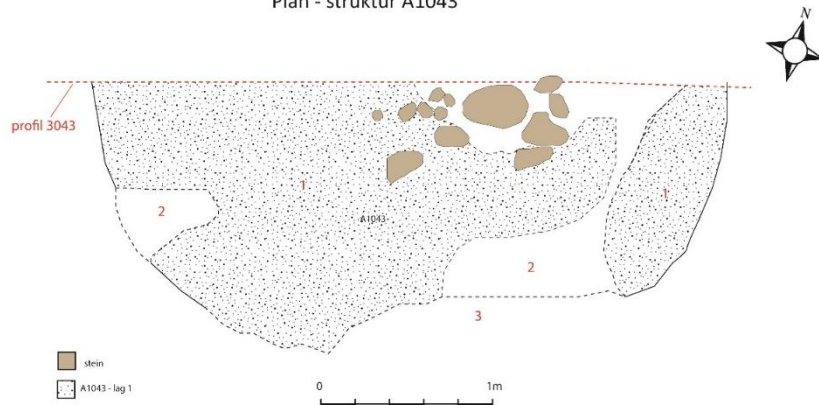 Plan - struktur A1043
N
profil 3043
1
1
2
A1043
2
3
stein
A1043 - lag 1
0
1m